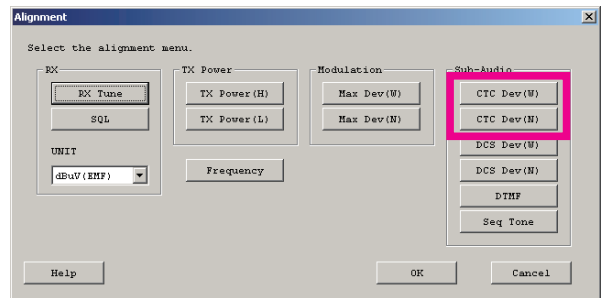 Alignment
Select the alignment menu.
RX
RX Tune
SQL
UNIT
dBuV(EMF)
TX Power
TX Power(H)
TX Power(L)
Frequency
Modulation
Max Dev(W)
Max Dev(N)
Sub-Audio
CTC Dev(W)
CTC Dev(N)
DCS Dev(W)
DCS Dev(N)
DTMF
Seq Tone
Help
OK
Cancel